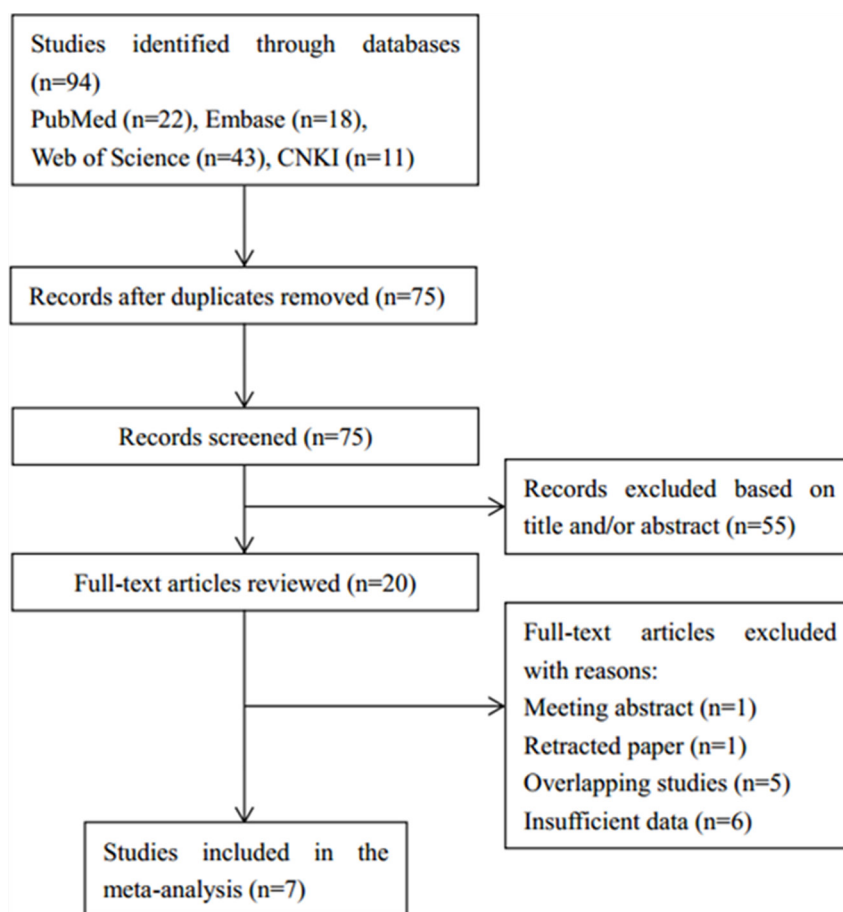 Studies identified through databases
(n=94)
PubMed (n=22), Embase (n=18),
Web of Science (n=43), CNKI (n=11)
Records after duplicates removed (n=75)
Records screened (n=75)
Records excluded based on
title and/or abstract (n=55)
Full-text articles reviewed (n=20)
Full-text articles excluded
with reasons:
Meeting abstract (n=1)
Retracted paper (n=1)
Overlapping studies (n=5)
Insufficient data (n=6)
Studies included in the
meta-analysis (n=7)